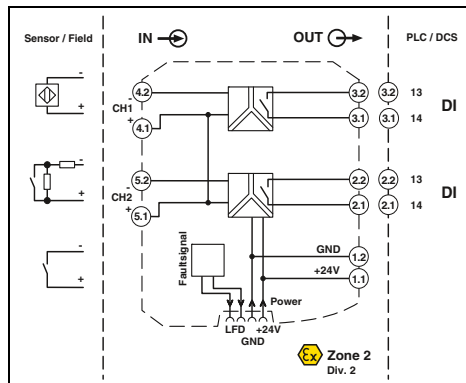 Sensor / Field
IN
OUT
PLC / DCS
-
+
4.2
-
CH1
+
4.1
3.2
3.1
3.2
3.1
13
14
DI
-
+
5.2
-
CH2
+
5.1
2.2
2.1
2.2
2.1
13
14
DI
-
+
Faultsignal
GND
1.2
+24V
1.1
Power
LFD
+24V
GND
Ex
Zone 2
Div. 2